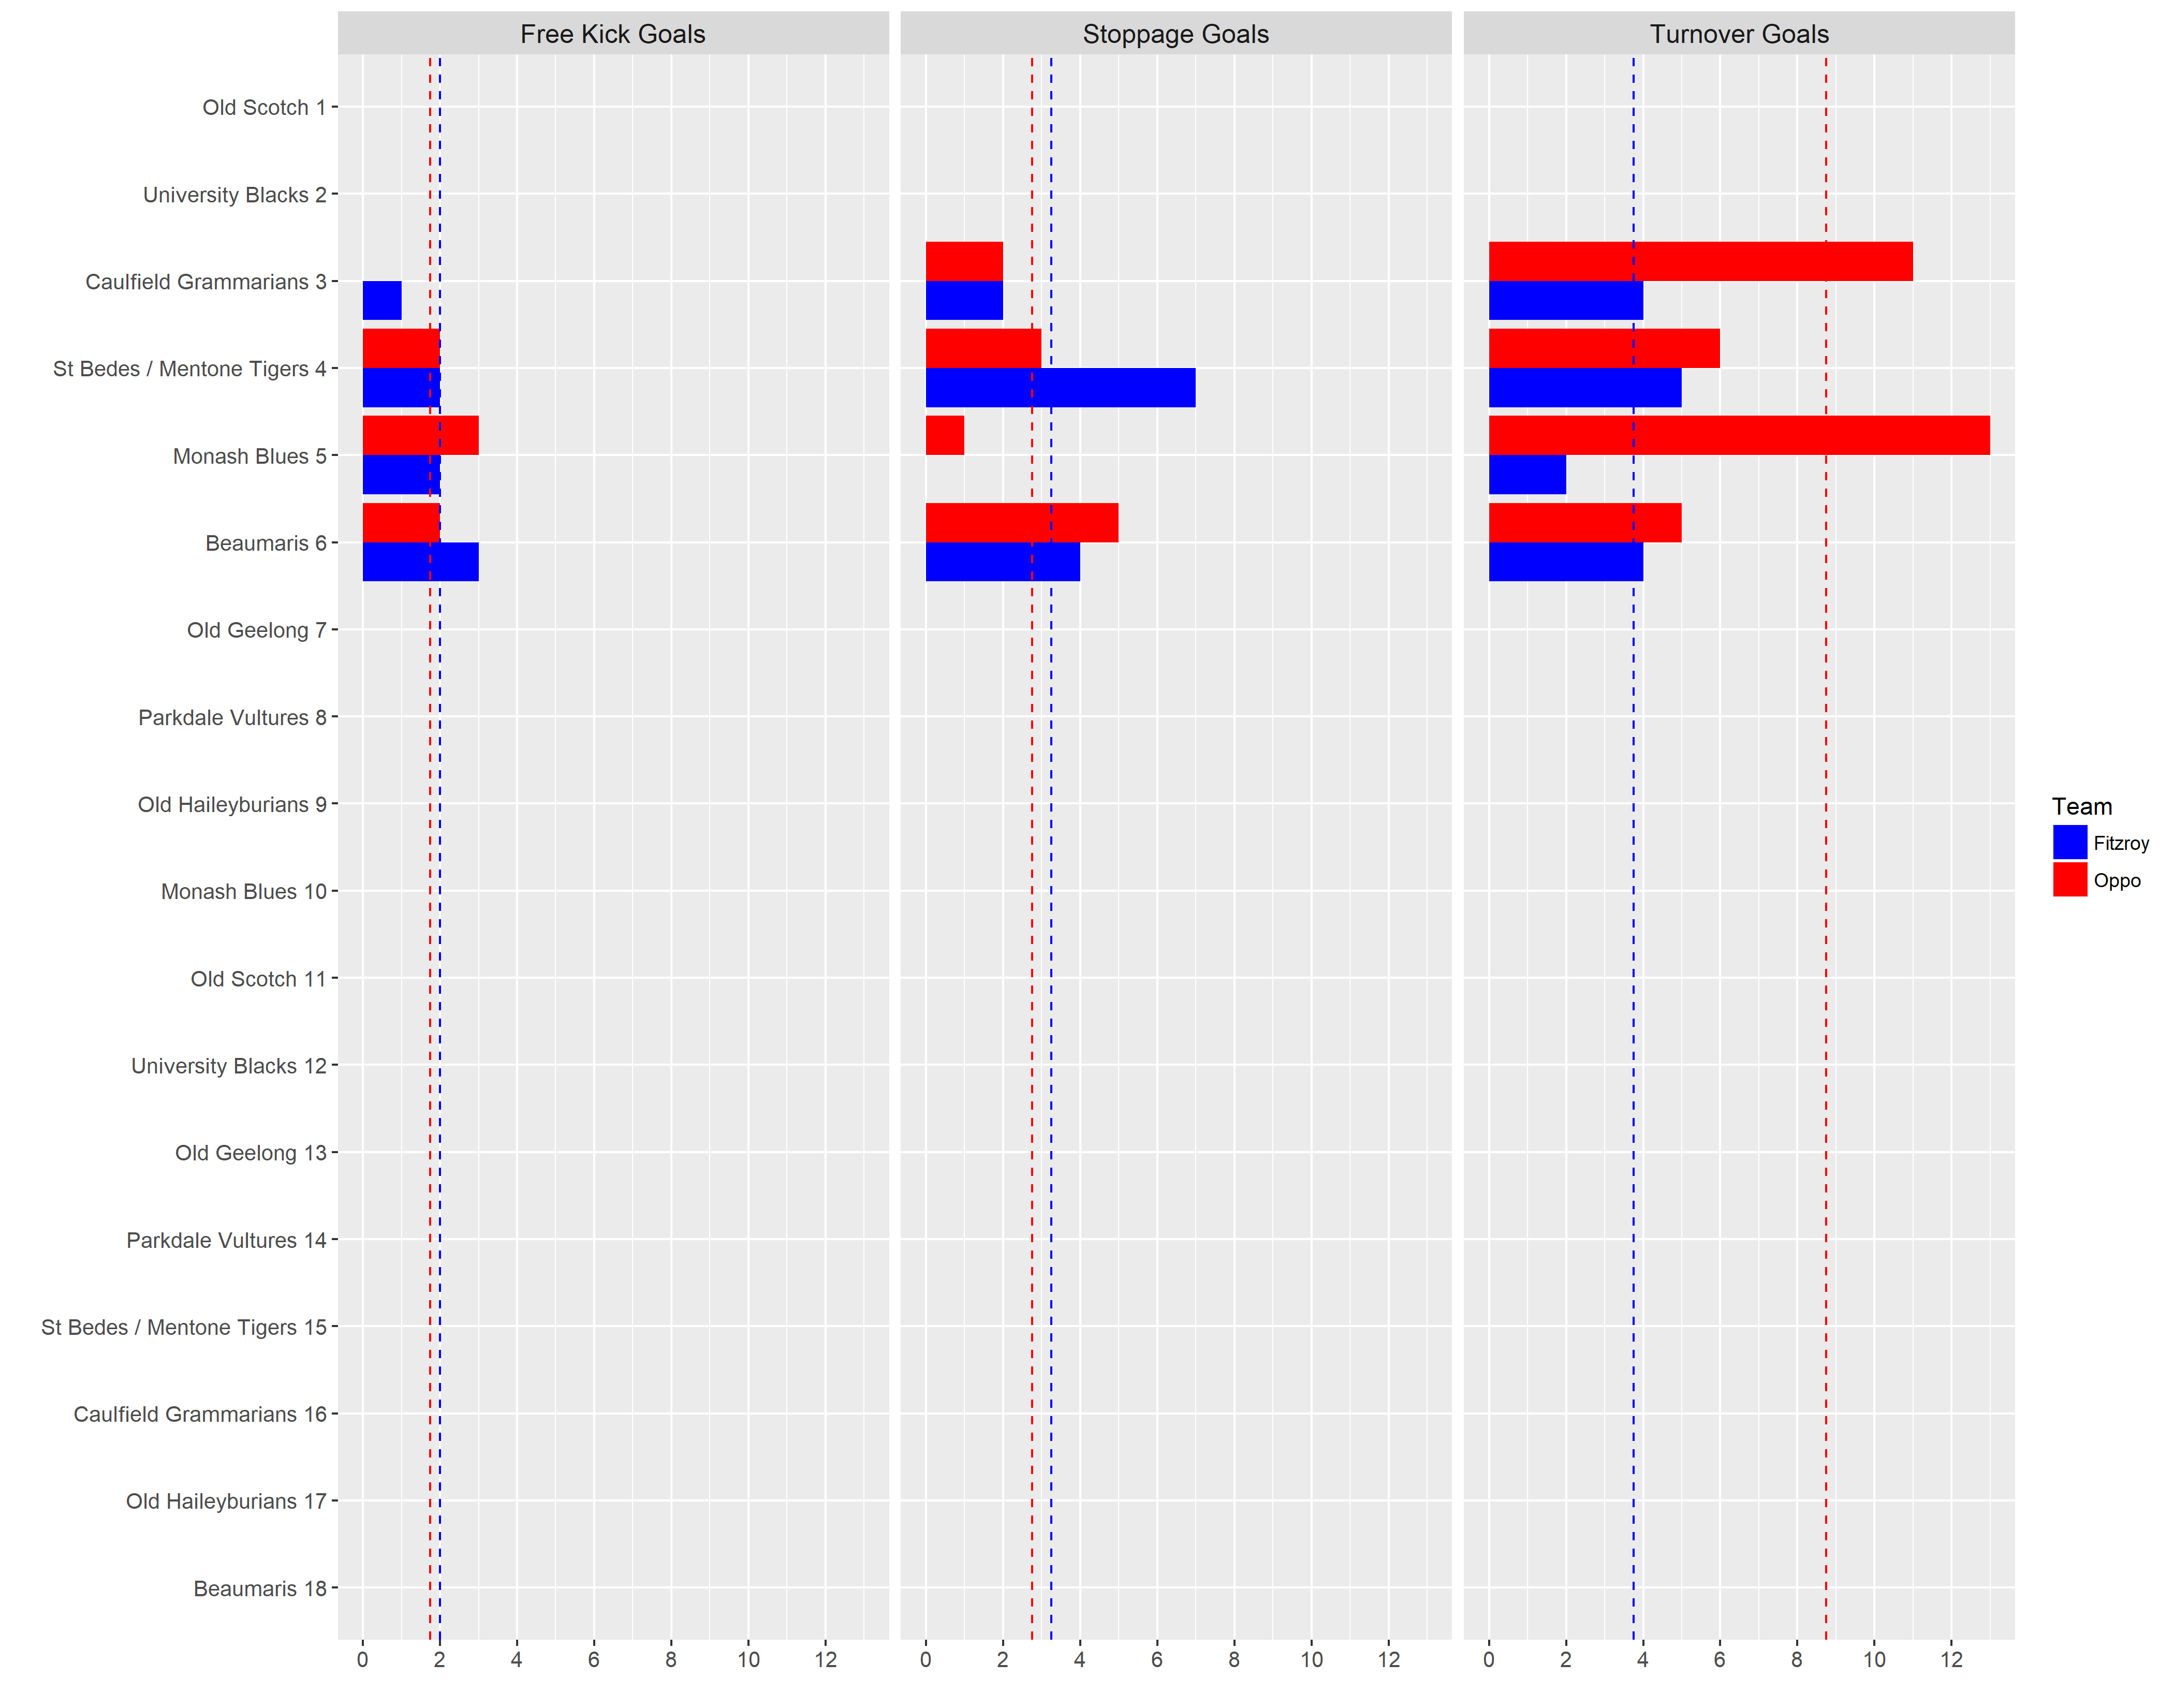 Free Kick Goals
Stoppage Goals
Turnover Goals
Old Scotch 1
University Blacks 2
Caulfield Grammarians 3
St Bedes / Mentone Tigers 4
Monash Blues 5
Beaumaris 6
Old Geelong 7
Parkdale Vultures 8
Old Haileyburians 9
Monash Blues 10
Old Scotch 11
University Blacks 12
Old Geelong 13
Parkdale Vultures 14
St Bedes / Mentone Tigers 15
Caulfield Grammarians 16
Old Haileyburians 17
Beaumaris 18
0 2 4 6 8 10 12
0 2 4 6 8 10 12
0 2 4 6 8 10 12
Team
Fitzroy
Oppo